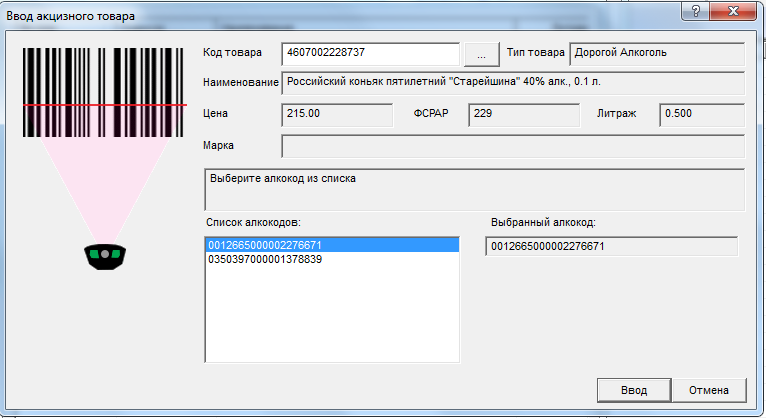 Ввод акцизного товара
Код товара 4607002228737 ... Тип товара Дорогой Алкоголь
Наименование Российский коньяк пятилетний "Старейшина" 40% алк., 0.1 л.
Цена 215.00 ФСРАР 229 Литраж 0.500
Марка
Выберите алкокод из списка
Список алкокодов: Выбранный алкокод:
0012665000002276671 0012665000002276671
0350397000001378839
Ввод Отмена